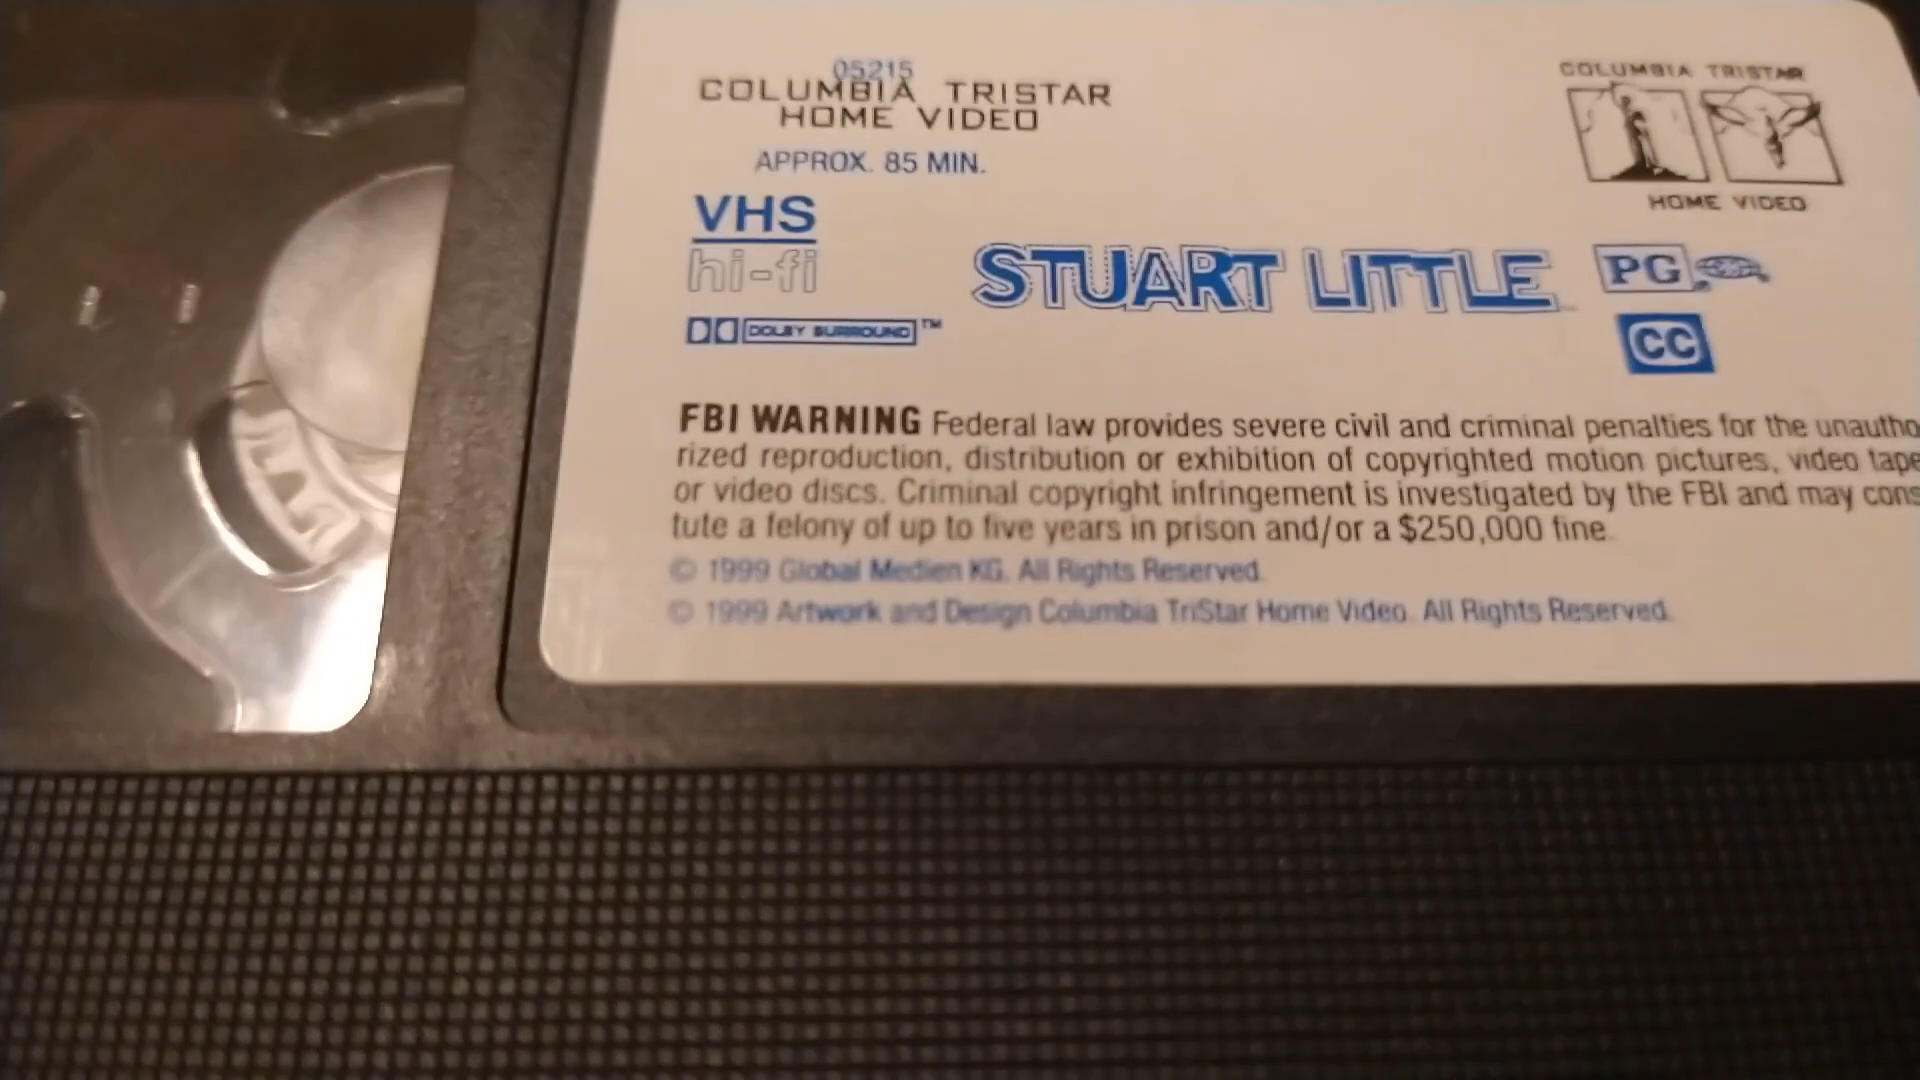 05215
COLUMBIA TRISTAR
HOME VIDEO
APPROX. 85 MIN.
COLUMBIA TRISTAR
HOME VIDEO
VHS
hi-fi
DOLBY SURROUND™
STUART LITTLE
PG
CC
FBI WARNING Federal law provides severe civil and criminal penalties for the unautho
rized reproduction, distribution or exhibition of copyrighted motion pictures, video tape
or video discs. Criminal copyright infringement is investigated by the FBI and may cons
tute a felony of up to five years in prison and/or a $250,000 fine.
© 1999 Global Medien KG. All Rights Reserved.
© 1999 Artwork and Design Columbia TriStar Home Video. All Rights Reserved.